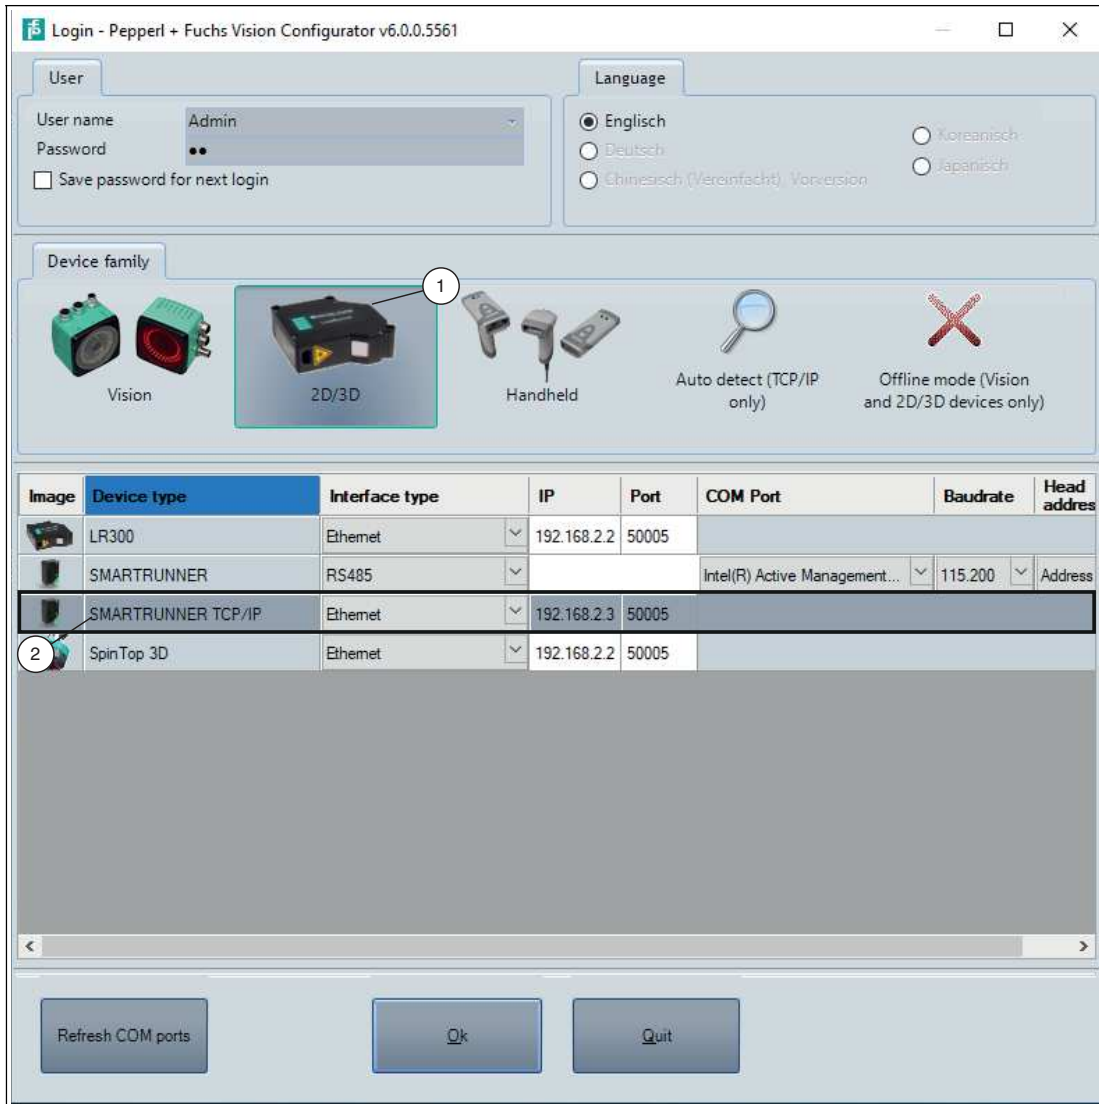 Login - Pepperl + Fuchs Vision Configurator v6.0.0.5561
User
Language
User name Admin
Password ●●
Save password for next login
Englisch
Deutsch
Chinesisch (Vereinfacht), Vorversion
Koreanisch
Japanisch
Device family
1
Vision
2D/3D
Handheld
Auto detect (TCP/IP
only)
Offline mode (Vision
and 2D/3D devices only)
Image Device type Interface type IP Port COM Port Baudrate Head
addres
LR300 Ethernet 192.168.2.2 50005
SMARTRUNNER RS485 Intel(R) Active Management... 115.200 Address
SMARTRUNNER TCP/IP Ethernet 192.168.2.3 50005
2
SpinTop 3D Ethernet 192.168.2.2 50005
Refresh COM ports
Ok
Quit